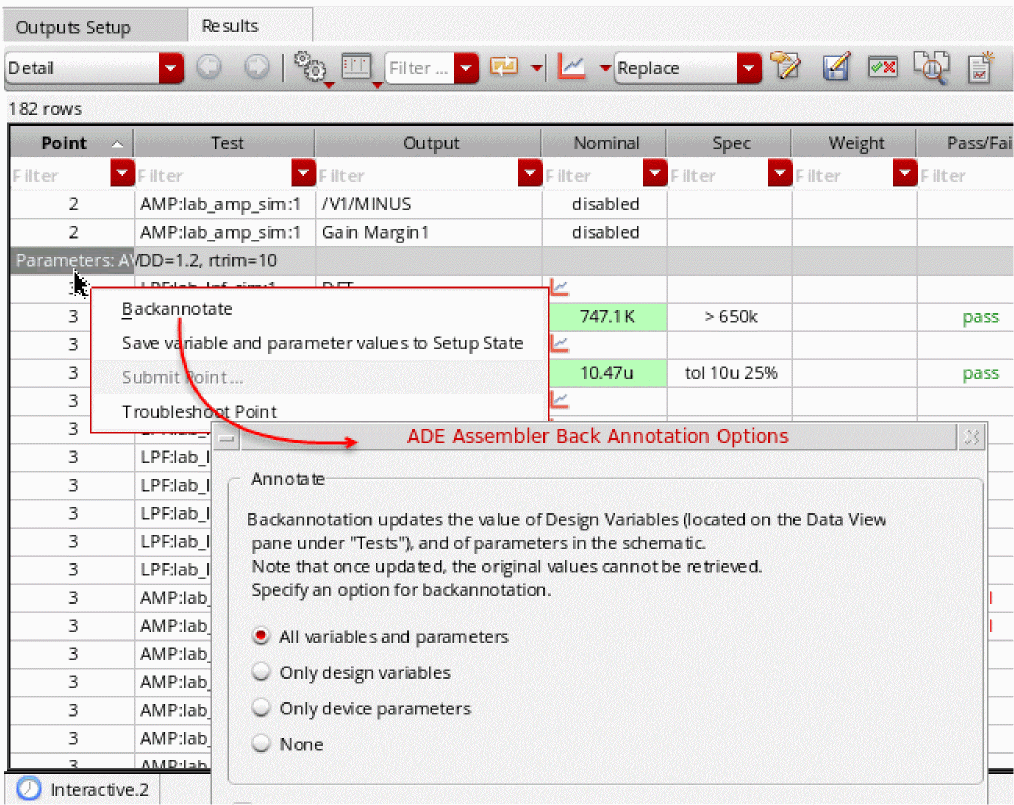 Outputs Setup
Results
Detail
Filter ...
Replace
182 rows
Point Test Output Nominal Spec Weight Pass/Fai
Filter Filter Filter Filter Filter Filter Filter
2 AMP:lab_amp_sim:1 /V1/MINUS disabled
2 AMP:lab_amp_sim:1 Gain Margin1 disabled
Parameters: AVDD=1.2, rtrim=10
3
Backannotate
3 747.1K > 650k pass
Save variable and parameter values to Setup State
3
Submit Point ...
3 10.47u tol 10u 25% pass
3
Troubleshoot Point
3
ADE Assembler Back Annotation Options
3 LPF:lab_l
3 LPF:lab_l
3 LPF:lab_l
3 LPF:lab_l
3 LPF:lab_l
3 AMP:lab_
3 AMP:lab_
3 AMP:lab_
3 AMP:lab_
3 AMP:lab_
3 AMP:lab_
3 AMP:lab_
Annotate
Backannotation updates the value of Design Variables (located on the Data View
pane under "Tests"), and of parameters in the schematic.
Note that once updated, the original values cannot be retrieved.
Specify an option for backannotation.
All variables and parameters
Only design variables
Only device parameters
None
Interactive.2